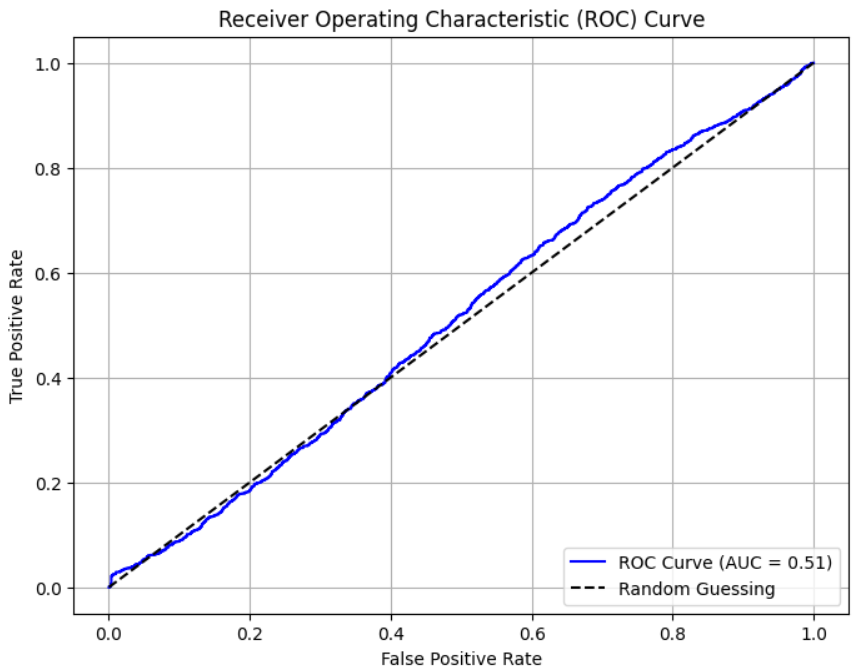 Receiver Operating Characteristic (ROC) Curve
True Positive Rate
1.0
0.8
0.6
0.4
0.2
0.0
ROC Curve (AUC = 0.51)
Random Guessing
0.0 0.2 0.4 0.6 0.8 1.0
False Positive Rate